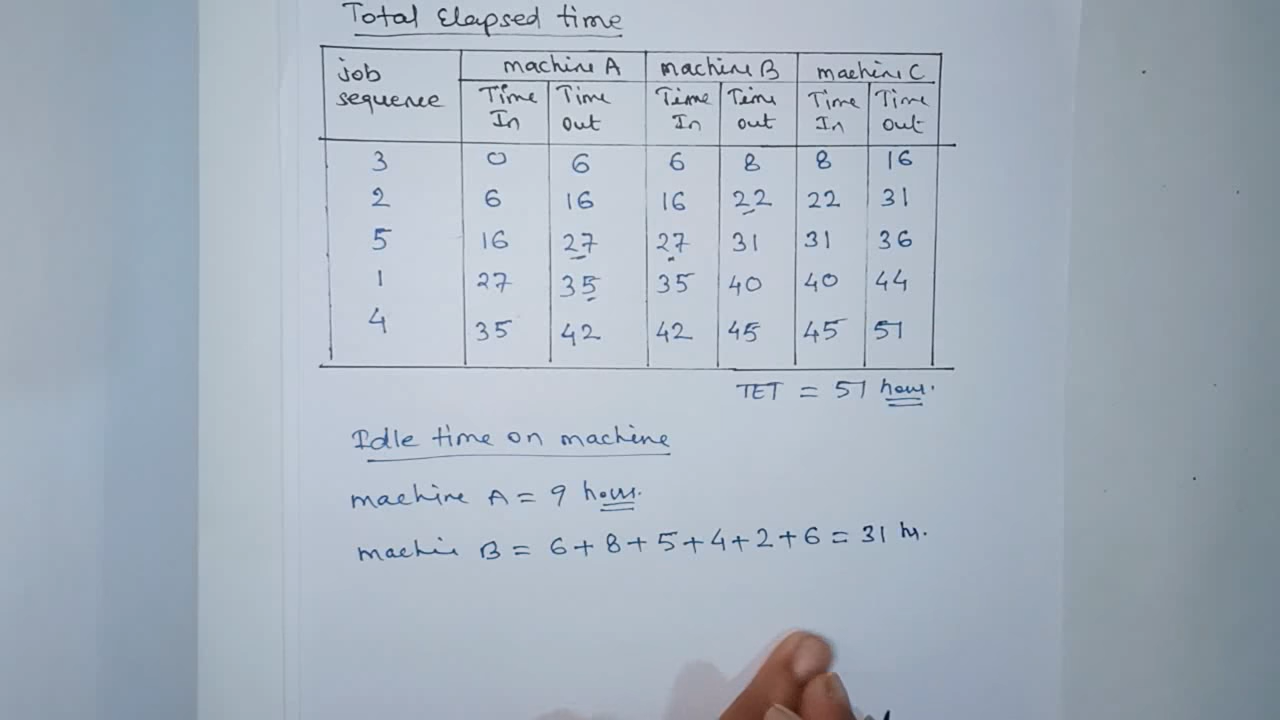 Total Elapsed time
job sequence machine A machine B machine C
Time In Time out Time In Time out Time In Time out
3 0 6 6 8 8 16
2 6 16 16 22 22 31
5 16 27 27 31 31 36
1 27 35 35 40 40 44
4 35 42 42 45 45 51
TET = 51 hours.
Idle time on machine
machine A = 9 hours.
machin B = 6+8+5+4+2+6 = 31 hr.